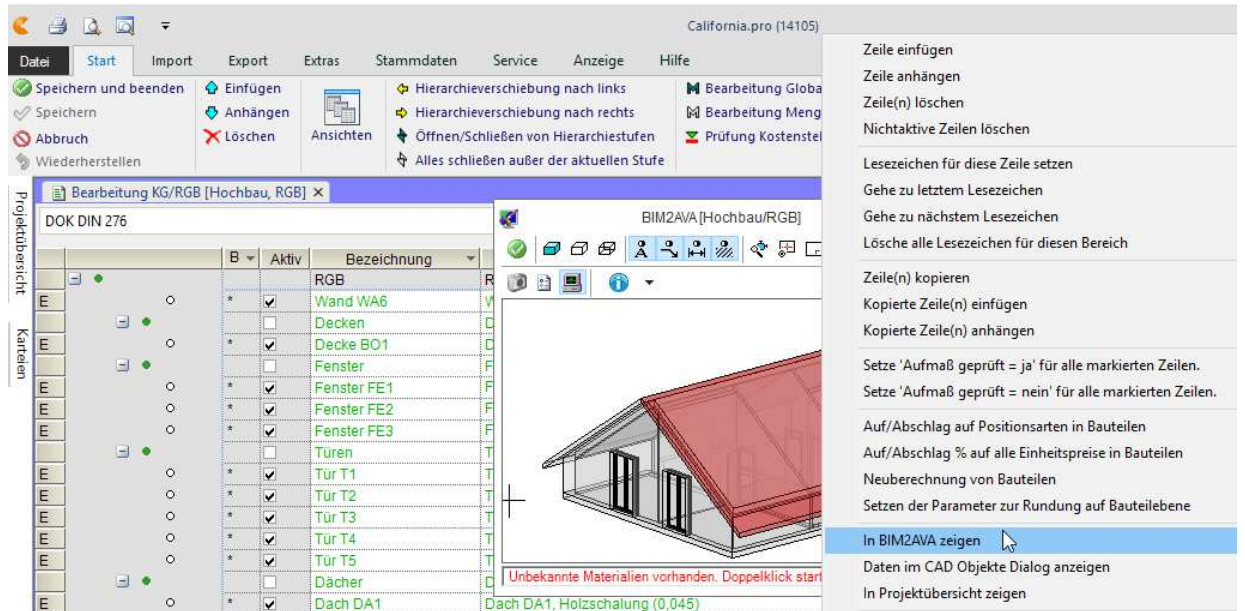 California.pro (14105)
Datei Start Import Export Extras Stammdaten Service Anzeige Hilfe
Speichern und beenden
Speichern
Abbruch
Wiederherstellen
Einfügen
Anhängen
Löschen
Ansichten
Hierarchieverschiebung nach links
Hierarchieverschiebung nach rechts
Öffnen/Schließen von Hierarchiestufen
Alles schließen außer der aktuellen Stufe
Bearbeitung Globa
Bearbeitung Meng
Prüfung Kostenstel
Projektübersicht
Karteien
Bearbeitung KG/RGB [Hochbau, RGB]
DOK DIN 276
B Aktiv Bezeichnung
RGB R
E * Wand WA6 W
Decken D
E * Decke BO1 D
Fenster F
E * Fenster FE1 F
E * Fenster FE2 F
E * Fenster FE3 F
Türen T
E * Tür T1 T
E * Tür T2 T
E * Tür T3 T
E * Tür T4 T
E * Tür T5 T
Dächer D
E * Dach DA1 Dach DA1, Holzschalung (0,045)
BIM2AVA [Hochbau/RGB]
Unbekannte Materialien vorhanden. Doppelklick start
Zeile einfügen
Zeile anhängen
Zeile(n) löschen
Nichtaktive Zeilen löschen
Lesezeichen für diese Zeile setzen
Gehe zu letztem Lesezeichen
Gehe zu nächstem Lesezeichen
Lösche alle Lesezeichen für diesen Bereich
Zeile(n) kopieren
Kopierte Zeile(n) einfügen
Kopierte Zeile(n) anhängen
Setze 'Aufmaß geprüft = ja' für alle markierten Zeilen.
Setze 'Aufmaß geprüft = nein' für alle markierten Zeilen.
Auf/Abschlag auf Positionsarten in Bauteilen
Auf/Abschlag % auf alle Einheitspreise in Bauteilen
Neuberechnung von Bauteilen
Setzen der Parameter zur Rundung auf Bauteilebene
In BIM2AVA zeigen
Daten im CAD Objekte Dialog anzeigen
In Projektübersicht zeigen